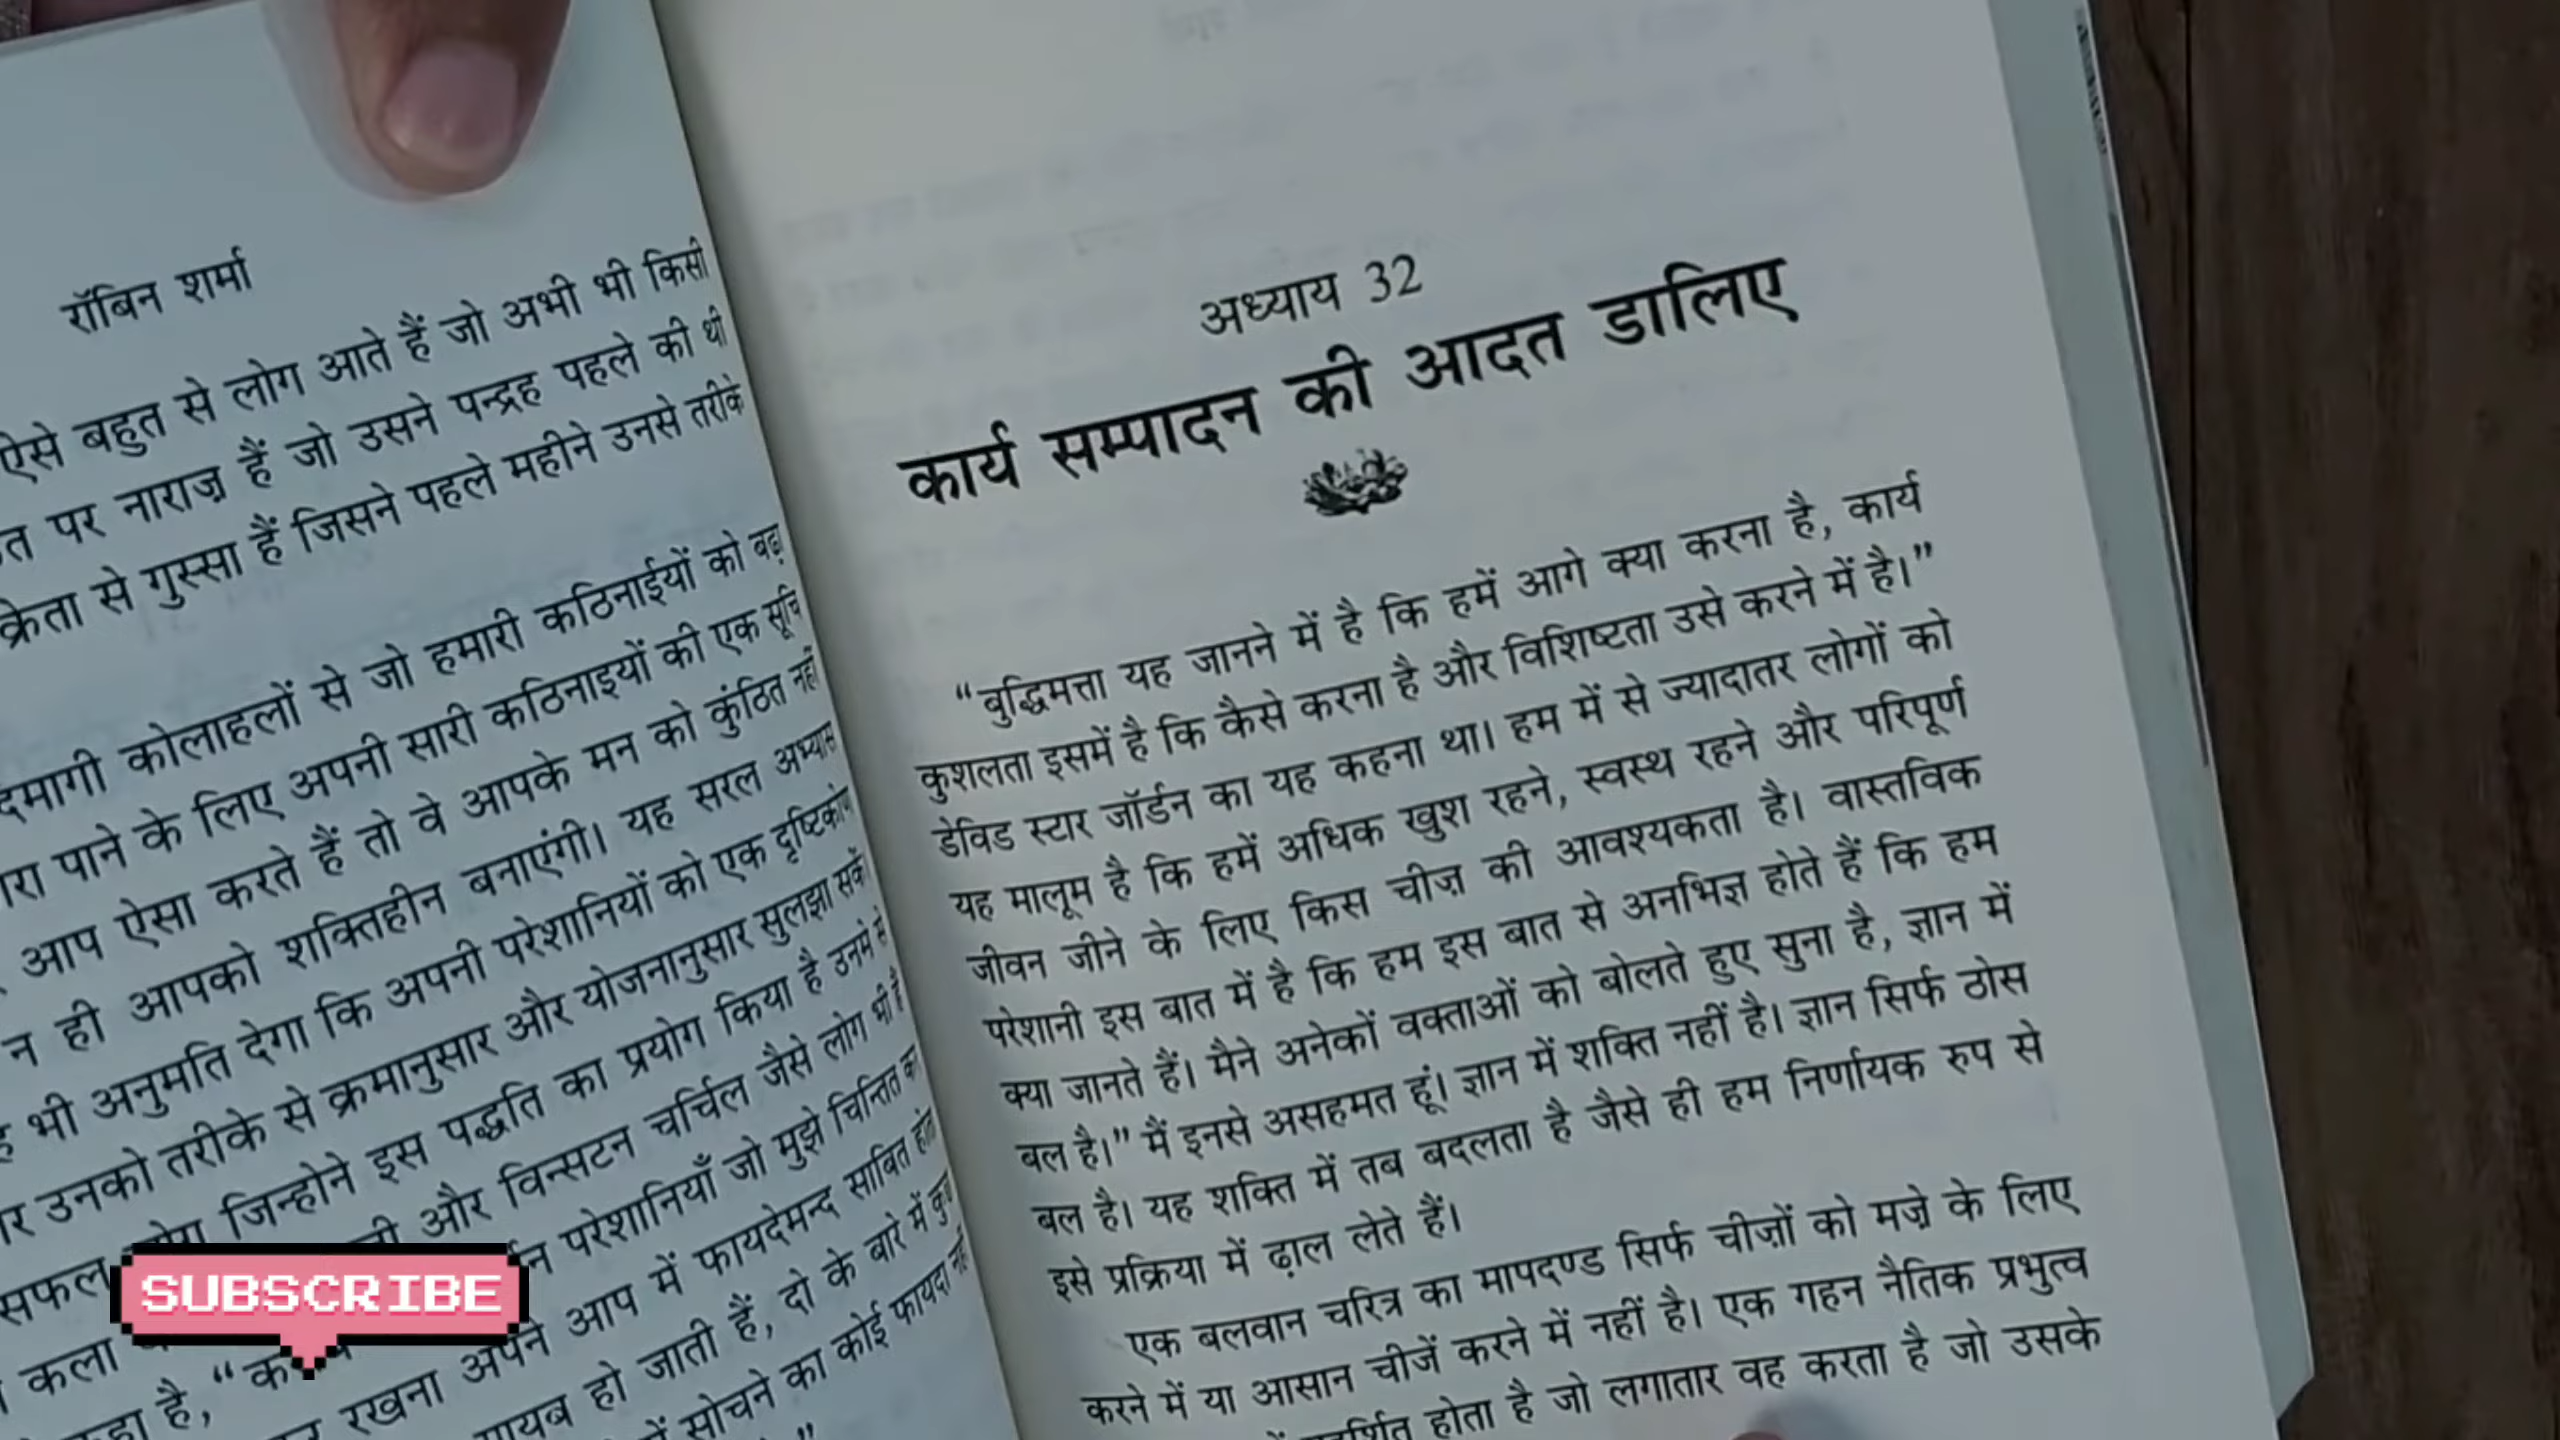 रॉबिन शर्मा
ऐसे बहुत से लोग आते हैं जो अभी भी किसी
पर नाराज़ हैं जो उसने पन्द्रह पहले की थी
से गुस्सा हैं जिसने पहले महीने उनसे तरीके
कोलाहलों से जो हमारी कठिनाईयों को बढ़ा
पाने के लिए अपनी सारी कठिनाइयों की एक सूचि
आप ऐसा करते हैं तो वे आपके मन को कुंठित नहीं
न ही आपको शक्तिहीन बनाएंगी। यह सरल अभ्यास
भी अनुमति देगा कि अपनी परेशानियों को एक दृष्टिकोण
उनको तरीके से क्रमानुसार और योजनानुसार सुलझा सकें
जिन्होने इस पद्धति का प्रयोग किया है उनमें से
और विन्सटन चर्चिल जैसे लोग भी हैं
परेशानियाँ जो मुझे चिन्तित
रखना अपने आप में फायदेमन्द साबित
हो जाती हैं, दो के बारे में कुछ
सोचने का कोई फायदा नहीं
SUBSCRIBE
अध्याय 32
कार्य सम्पादन की आदत डालिए
“बुद्धिमत्ता यह जानने में है कि हमें आगे क्या करना है, कार्य
कुशलता इसमें है कि कैसे करना है और विशिष्टता उसे करने में है।”
डेविड स्टार जॉर्डन का यह कहना था। हम में से ज्यादातर लोगों को
यह मालूम है कि हमें अधिक खुश रहने, स्वस्थ रहने और परिपूर्ण
जीवन जीने के लिए किस चीज़ की आवश्यकता है। वास्तविक
परेशानी इस बात में है कि हम इस बात से अनभिज्ञ होते हैं कि हम
क्या जानते हैं। मैने अनेकों वक्ताओं को बोलते हुए सुना है, ज्ञान में
बल है।” मैं इनसे असहमत हूं। ज्ञान में शक्ति नहीं है। ज्ञान सिर्फ ठोस
बल है। यह शक्ति में तब बदलता है जैसे ही हम निर्णायक रुप से
इसे प्रक्रिया में ढ़ाल लेते हैं।
एक बलवान चरित्र का मापदण्ड सिर्फ चीज़ों को मज़े के लिए
करने में या आसान चीजें करने में नहीं है। एक गहन नैतिक प्रभुत्व
होता है जो लगातार वह करता है जो उसके